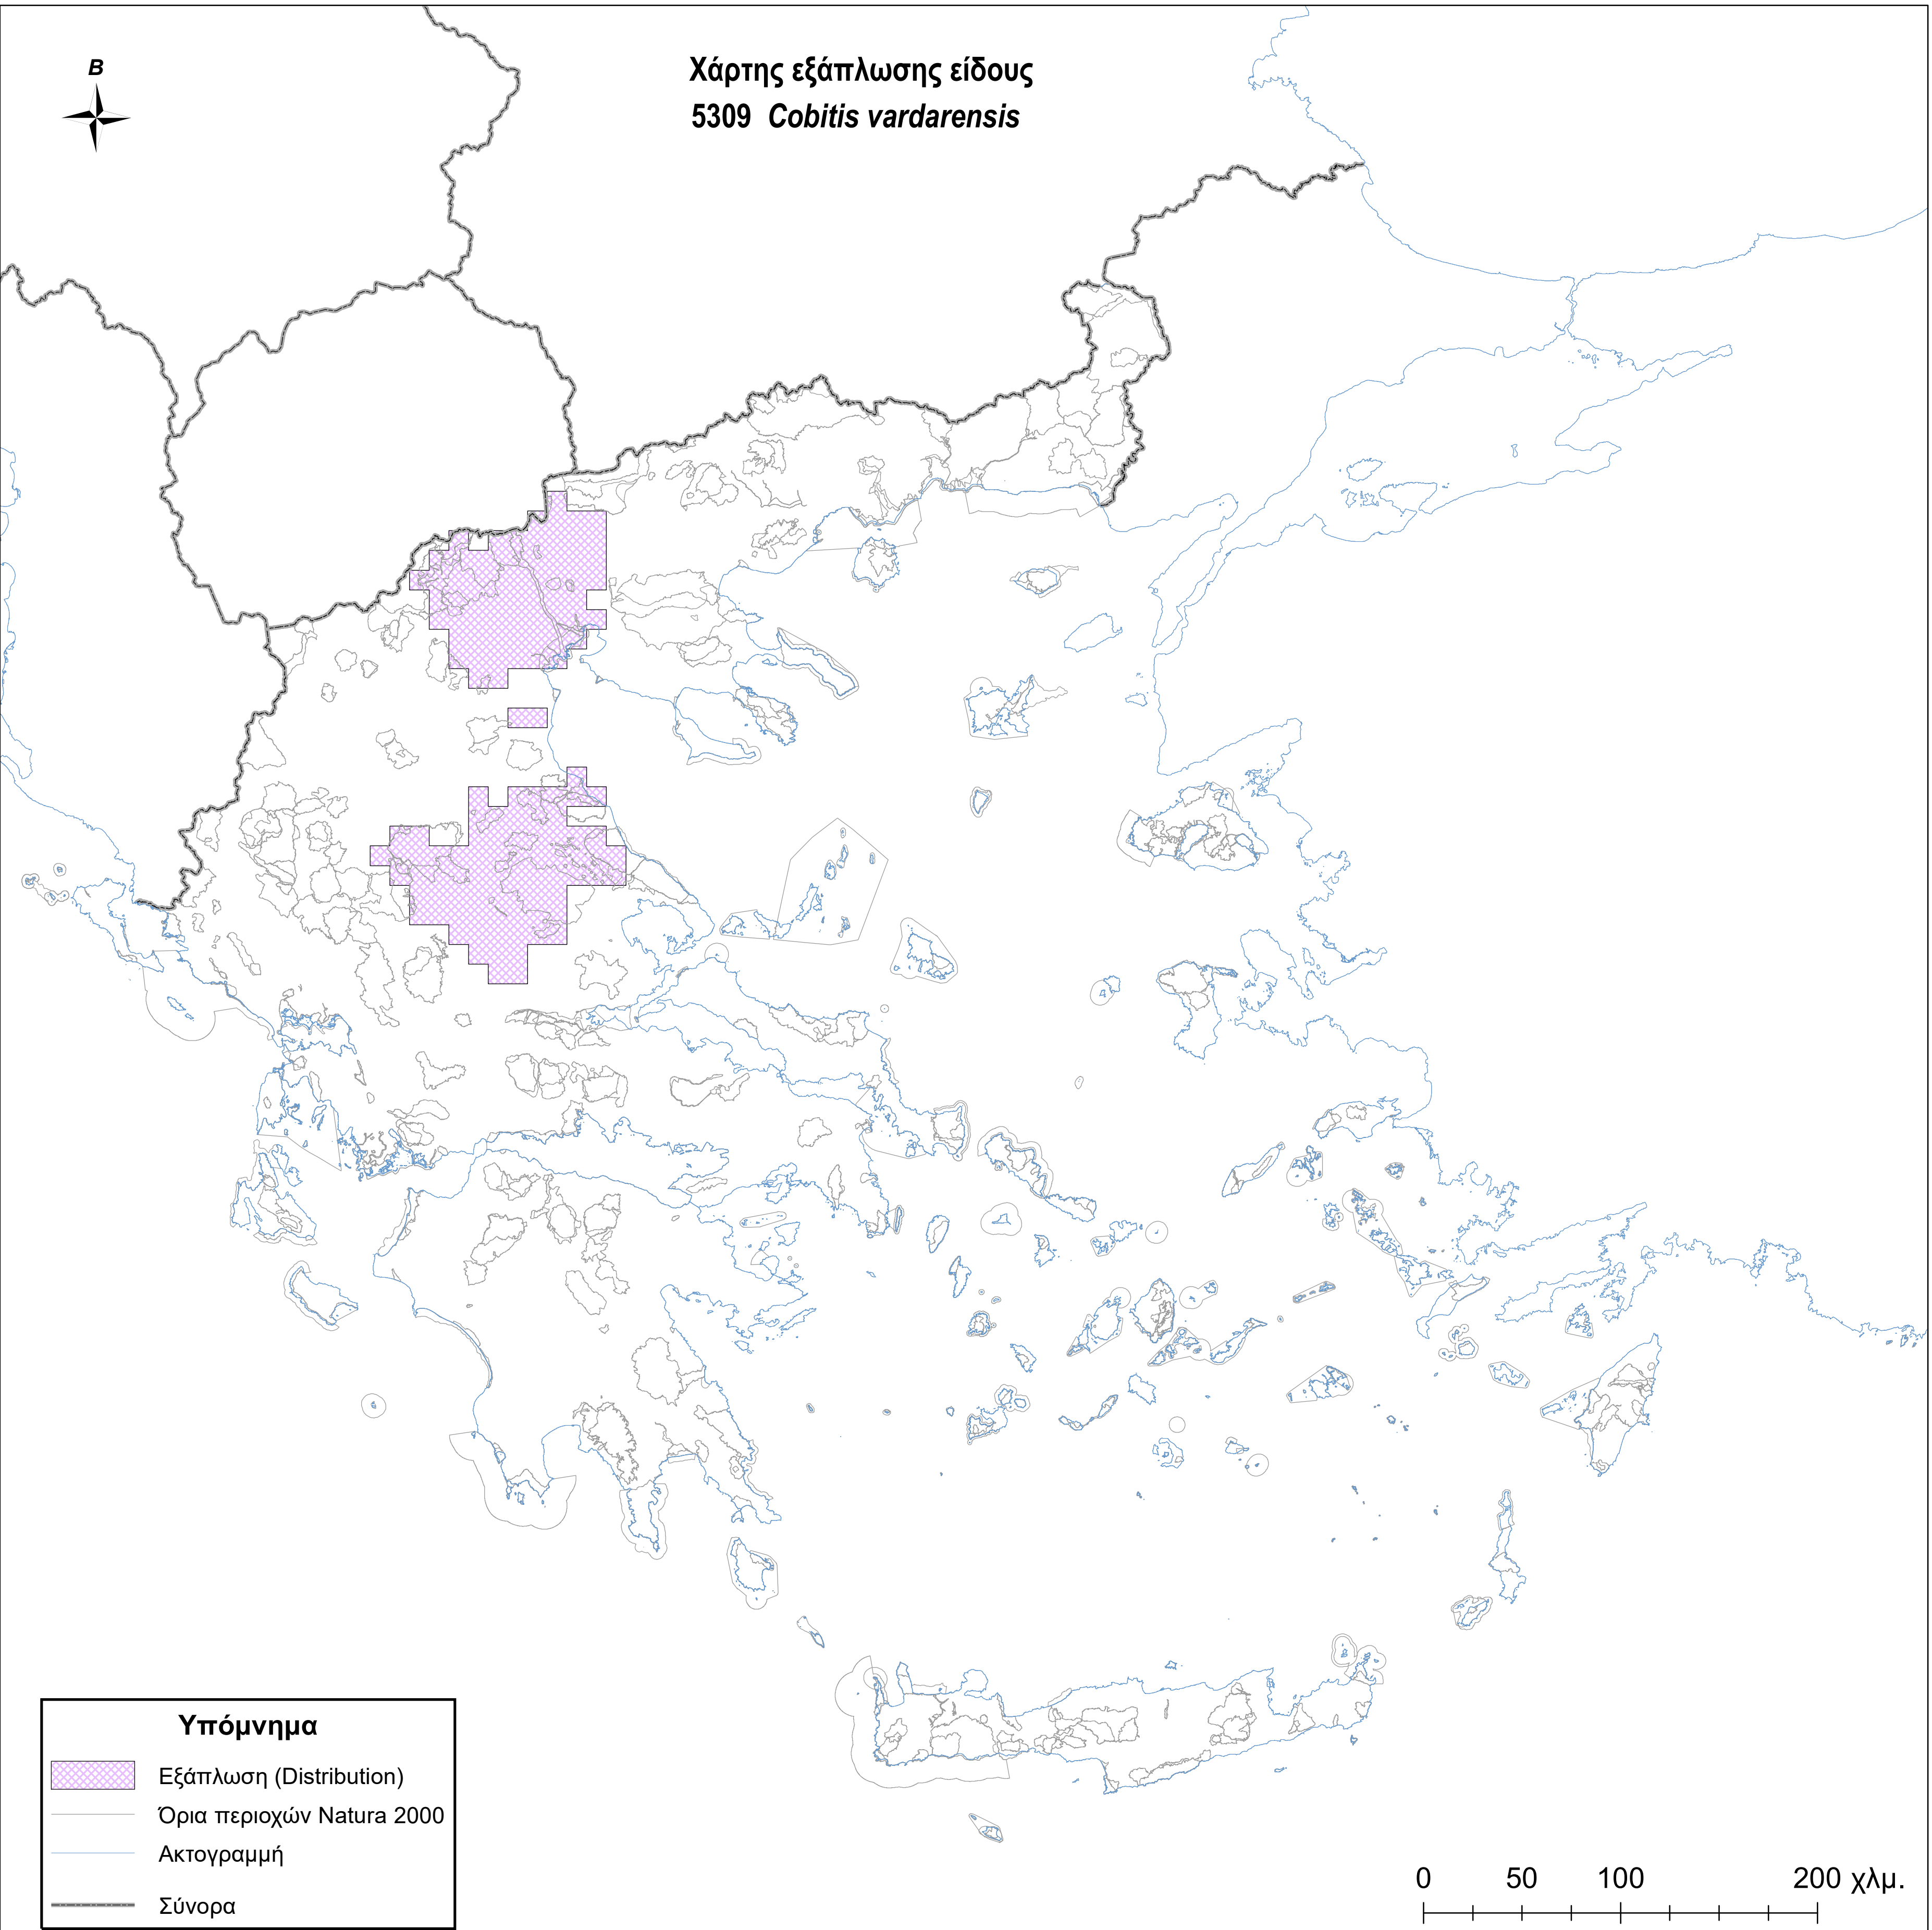 Χάρτης εξάπλωσης είδους
5309 Cobitis vardarensis
Β
Υπόμνημα
Εξάπλωση (Distribution)
Όρια περιοχών Natura 2000
Ακτογραμμή
Σύνορα
0 50 100 200 χλμ.